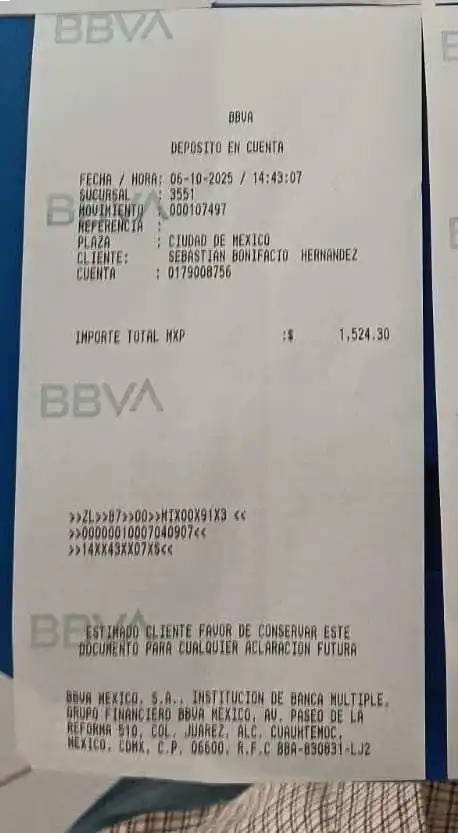 BBVA
BBVA
DEPOSITO EN CUENTA
FECHA / HORA: 06-10-2025 / 14:43:07
SUCURSAL : 3551
MOVIMIENTO : 000107497
REFERENCIA :
PLAZA : CIUDAD DE MEXICO
CLIENTE: SEBASTIAN BONIFACIO HERNANDEZ
CUENTA : 0179008756
IMPORTE TOTAL MXP :$ 1,524.30
BBVA
>>ZL>>87>>00>>MIX00X91X3 <<
>>00000010007040907<<
>>14XX43XX07XS<<
BBVA
ESTIMADO CLIENTE FAVOR DE CONSERVAR ESTE
DOCUMENTO PARA CUALQUIER ACLARACION FUTURA
BBVA MEXICO, S.A., INSTITUCION DE BANCA MULTIPLE,
GRUPO FINANCIERO BBVA MEXICO, AV. PASEO DE LA
REFORMA 510, COL. JUAREZ, ALC. CUAUHTEMOC,
MEXICO, CDMX, C.P. 06600, R.F.C BBA-830831-LJ2